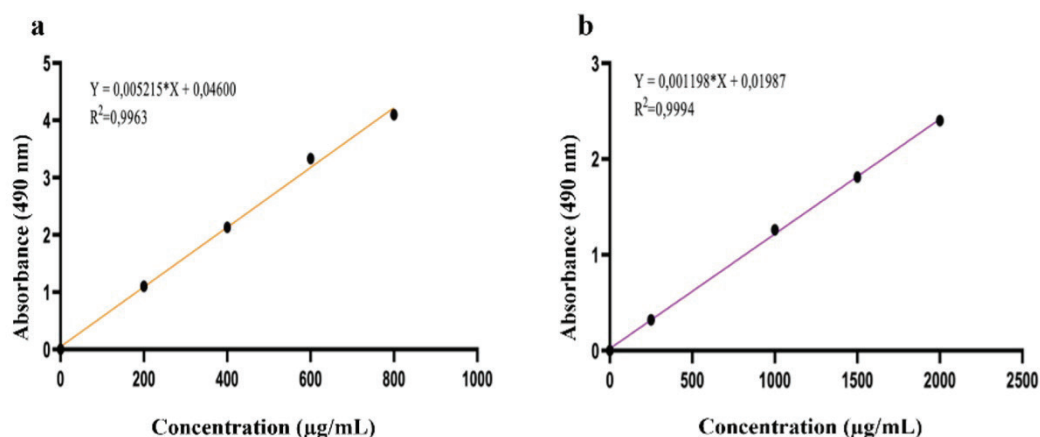 a
Y = 0,005215*X + 0,04600
R²=0,9963
Absorbance (490 nm)
5
4
3
2
1
0
0 200 400 600 800 1000
Concentration (µg/mL)
b
Y = 0,001198*X + 0,01987
R²=0,9994
Absorbance (490 nm)
3
2
1
0
0 500 1000 1500 2000 2500
Concentration (µg/mL)